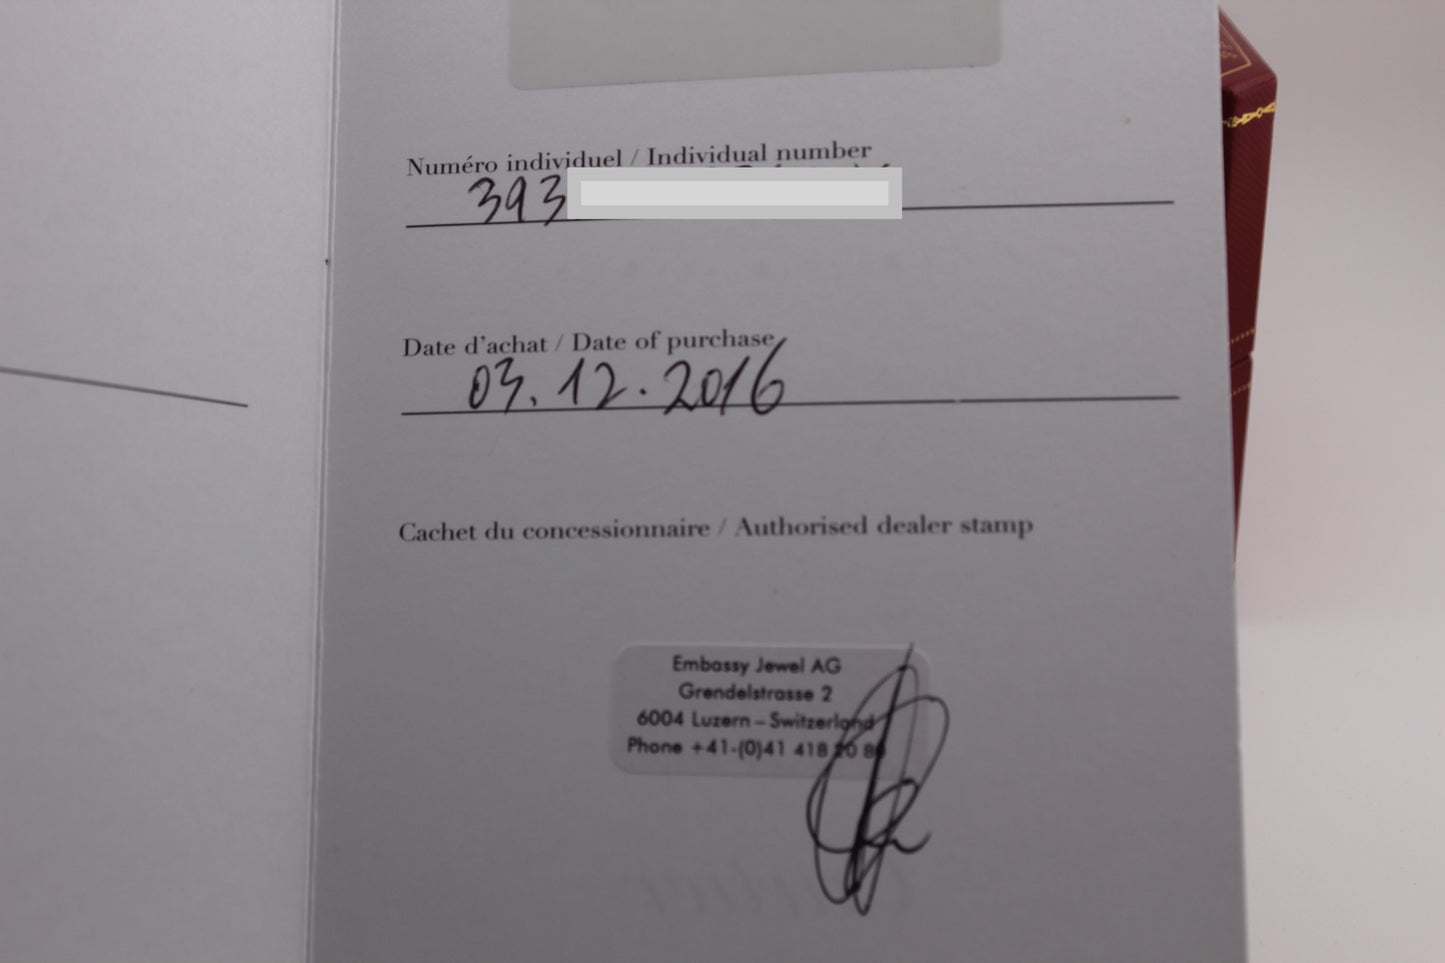 Numéro individuel / Individual number
393
Date d'achat / Date of purchase
03.12.2016
Cachet du concessionnaire / Authorised dealer stamp
Embassy Jewel AG
Grendelstrasse 2
6004 Luzern – Switzerland
Phone +41-(0)41 418 20 80